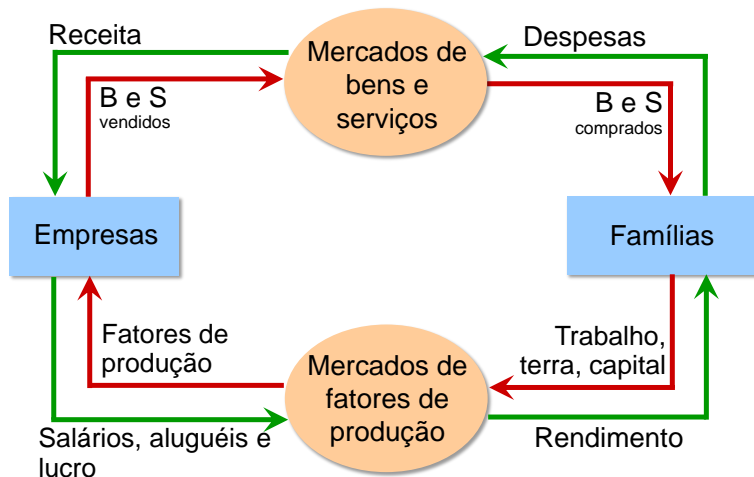 Receita
Mercados de
bens e
serviços
Despesas
B e S
vendidos
B e S
comprados
Empresas
Famílias
Fatores de
produção
Mercados de
fatores de
produção
Trabalho,
terra, capital
Salários, aluguéis e
lucro
Rendimento